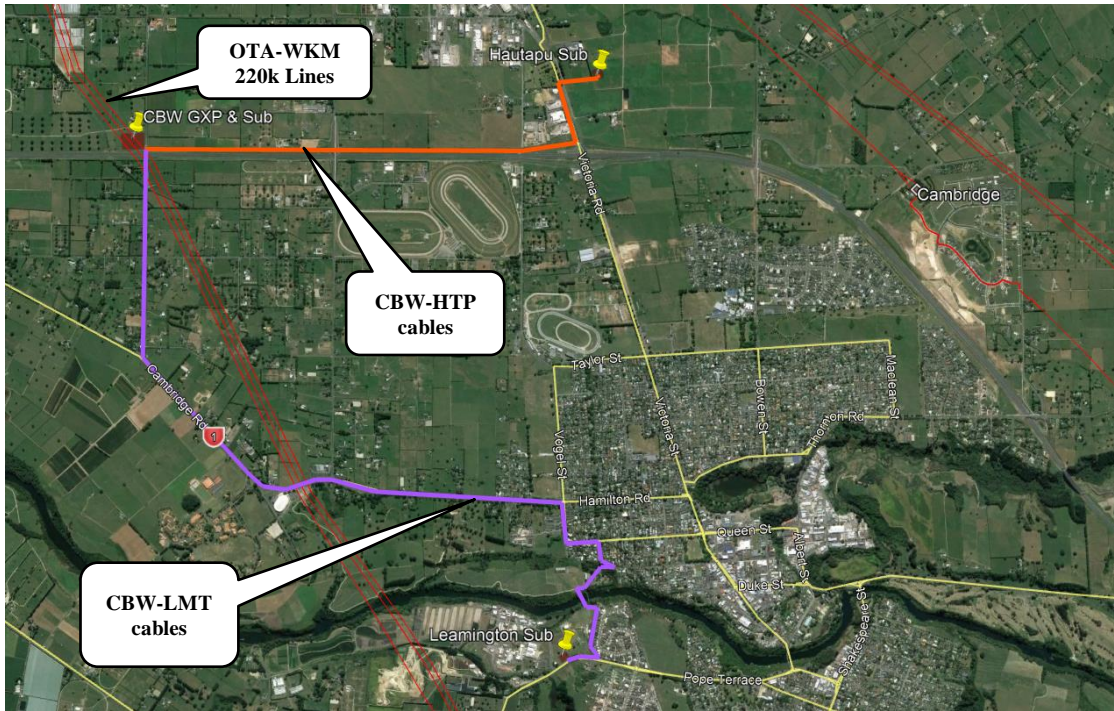 OTA-WKM
220k Lines
Hautapu Sub
CBW GXP & Sub
Victoria Rd
Cambridge
CBW-HTP
cables
Taylor St
Maclean St
Bowen St
Cambridge Rd
1
Victoria St
Thornton Rd
Vogel St
Hamilton Rd
Queen St
Albert St
Duke St
CBW-LMT
cables
Leamington Sub
Shakespeare St
Pope Terrace